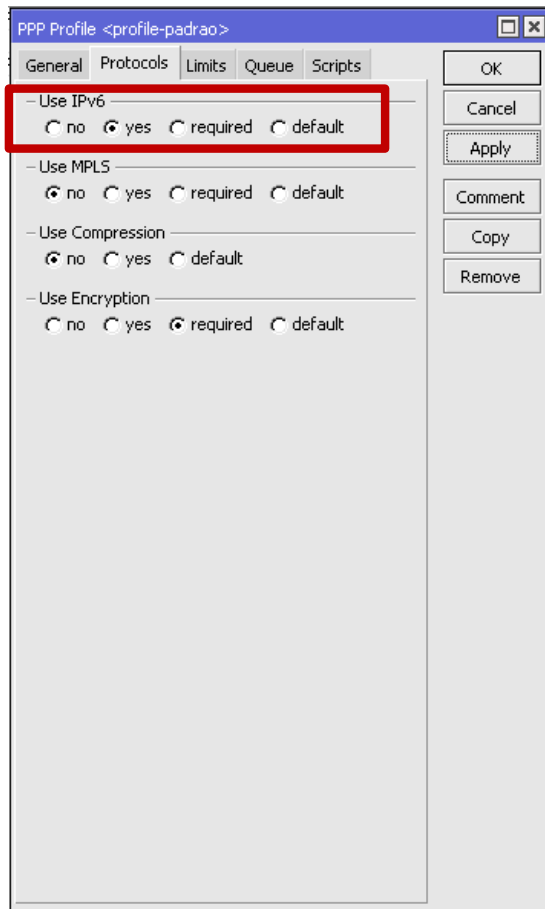 PPP Profile <profile-padrao>
General Protocols Limits Queue Scripts
OK
Use IPv6
no yes required default
Cancel
Apply
Use MPLS
no yes required default
Comment
Use Compression
no yes default
Copy
Remove
Use Encryption
no yes required default